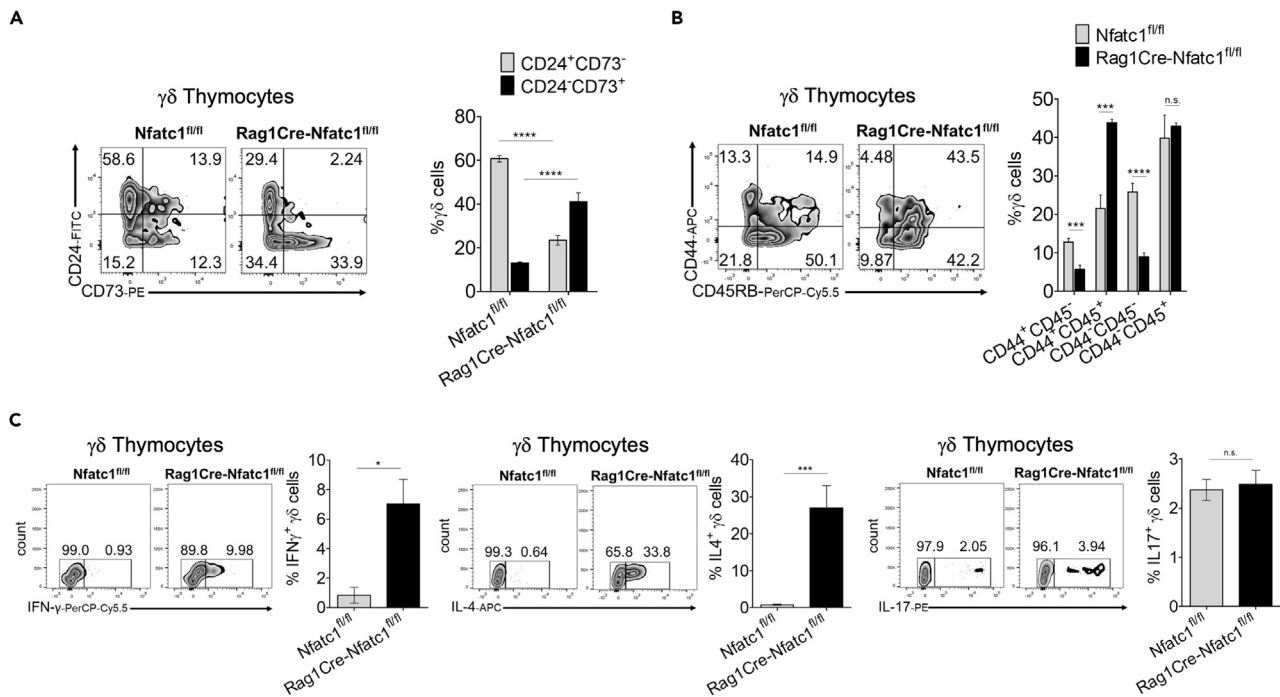 A
CD24⁺CD73⁻
CD24⁻CD73⁺
γδ Thymocytes
Nfatc1fl/fl Rag1Cre-Nfatc1fl/fl
58.6 13.9 29.4 2.24
15.2 12.3 34.4 33.9
CD24-FITC
CD73-PE
%γδ cells
80
60
40
20
0
**** ****
Nfatc1fl/fl
Rag1Cre-Nfatc1fl/fl
B
Nfatc1fl/fl
Rag1Cre-Nfatc1fl/fl
γδ Thymocytes
Nfatc1fl/fl Rag1Cre-Nfatc1fl/fl
13.3 14.9 4.48 43.5
21.8 50.1 9.87 42.2
CD44-APC
CD45RB-PerCP-Cy5.5
%γδ cells
50
40
30
20
10
0
*** *** **** n.s.
CD44⁺CD45⁻
CD44⁺CD45⁺
CD44⁻CD45⁻
CD44⁻CD45⁺
C
γδ Thymocytes
Nfatc1fl/fl Rag1Cre-Nfatc1fl/fl
count
99.0 0.93 89.8 9.98
IFN-γ-PerCP-Cy5.5
% IFNγ⁺ γδ cells
10
8
6
4
2
0
*
Nfatc1fl/fl
Rag1Cre-Nfatc1fl/fl
γδ Thymocytes
Nfatc1fl/fl Rag1Cre-Nfatc1fl/fl
count
99.3 0.64 65.8 33.8
IL-4-APC
% IL4⁺ γδ cells
40
30
20
10
0
***
Nfatc1fl/fl
Rag1Cre-Nfatc1fl/fl
γδ Thymocytes
Nfatc1fl/fl Rag1Cre-Nfatc1fl/fl
count
97.9 2.05 96.1 3.94
IL-17-PE
% IL17⁺ γδ cells
3
2
1
0
n.s.
Nfatc1fl/fl
Rag1Cre-Nfatc1fl/fl